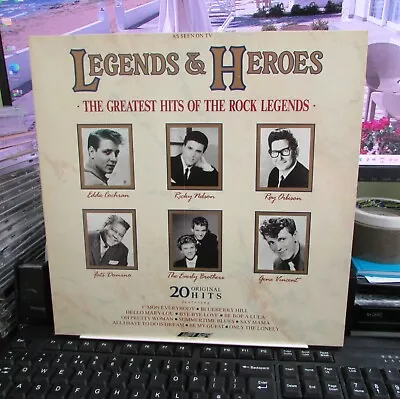 AS SEEN ON TV
LEGENDS & HEROES
· THE GREATEST HITS OF THE ROCK LEGENDS ·
Eddie Cochran
Ricky Nelson
Roy Orbison
Fats Domino
The Everly Brothers
Gene Vincent
20 ORIGINAL HITS
FEATURING
C'MON EVERYBODY • BLUEBERRY HILL
HELLO MARY-LOU • BYE BYE LOVE • BE BOP A LULA
OH PRETTY WOMAN • SUMMERTIME BLUES • SAY MAMA
ALL I HAVE TO DO IS DREAM • BE MY GUEST • ONLY THE LONELY